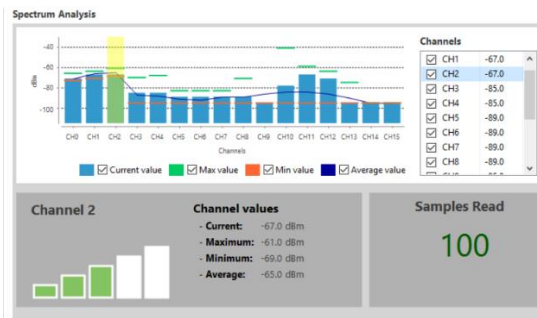 Spectrum Analysis
-40
-60
-80
-100
dBm
CH0 CH1 CH2 CH3 CH4 CH5 CH6 CH7 CH8 CH9 CH10 CH11 CH12 CH13 CH14 CH15
Channels
Current value Max value Min value Average value
Channels
CH1 -67.0
CH2 -67.0
CH3 -85.0
CH4 -85.0
CH5 -89.0
CH6 -89.0
CH7 -89.0
CH8 -89.0
Channel 2
Channel values
- Current: -67.0 dBm
- Maximum: -61.0 dBm
- Minimum: -69.0 dBm
- Average: -65.0 dBm
Samples Read
100